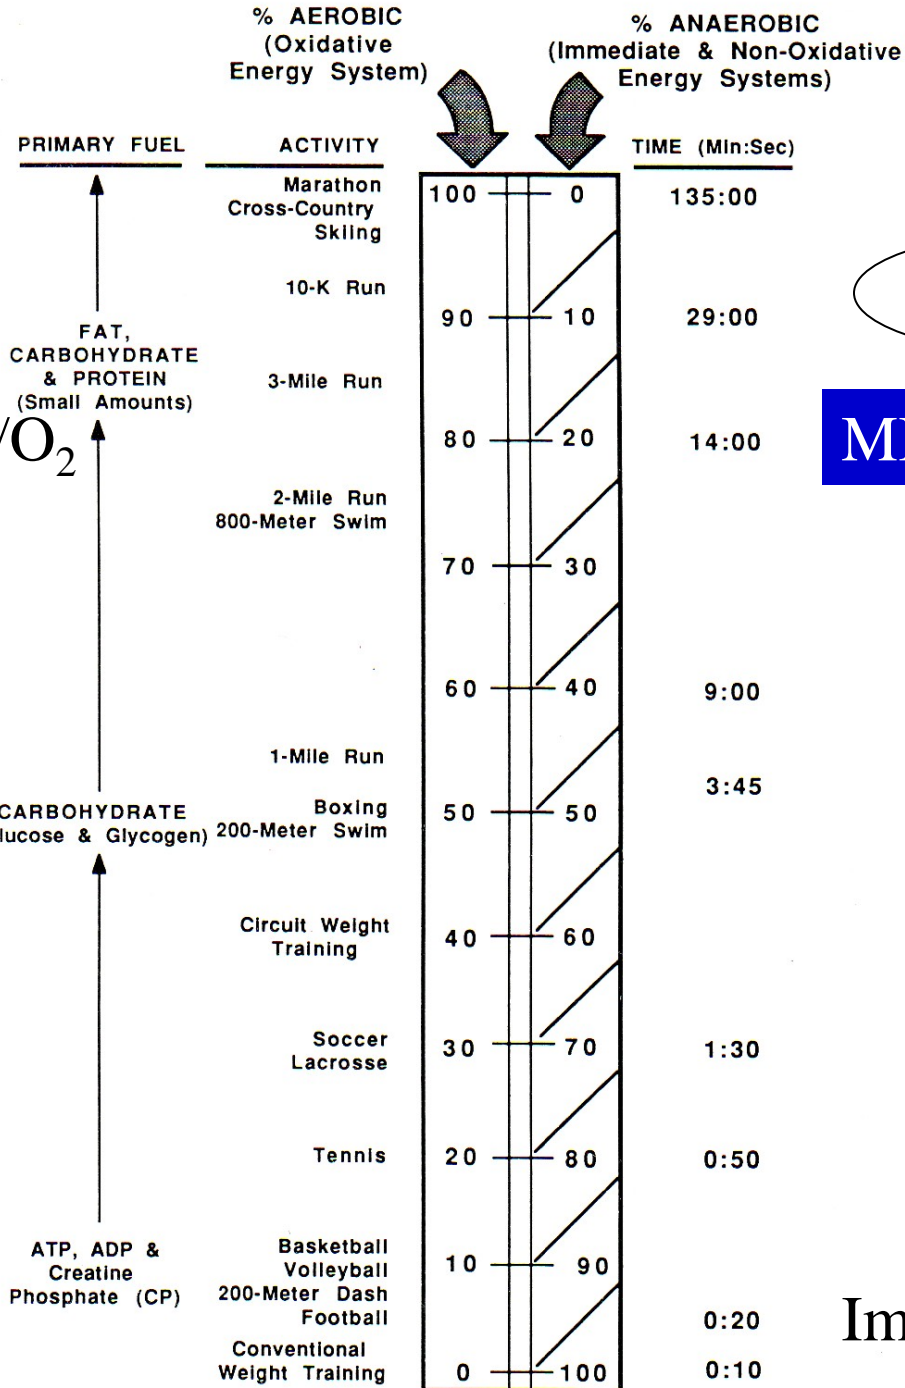 % AEROBIC
(Oxidative
Energy System)
% ANAEROBIC
(Immediate & Non-Oxidative
Energy Systems)
PRIMARY FUEL
ACTIVITY
TIME (Min:Sec)
Marathon
Cross-Country
Skiing
100
0
135:00
10-K Run
90
10
29:00
FAT,
CARBOHYDRATE
& PROTEIN
(Small Amounts)
3-Mile Run
/O2
80
20
14:00
2-Mile Run
800-Meter Swim
70
30
60
40
9:00
1-Mile Run
3:45
CARBOHYDRATE
(Glucose & Glycogen)
Boxing
200-Meter Swim
50
50
Circuit Weight
Training
40
60
Soccer
Lacrosse
30
70
1:30
Tennis
20
80
0:50
ATP, ADP &
Creatine
Phosphate (CP)
Basketball
Volleyball
200-Meter Dash
Football
10
90
0:20
Im
Conventional
Weight Training
0
100
0:10